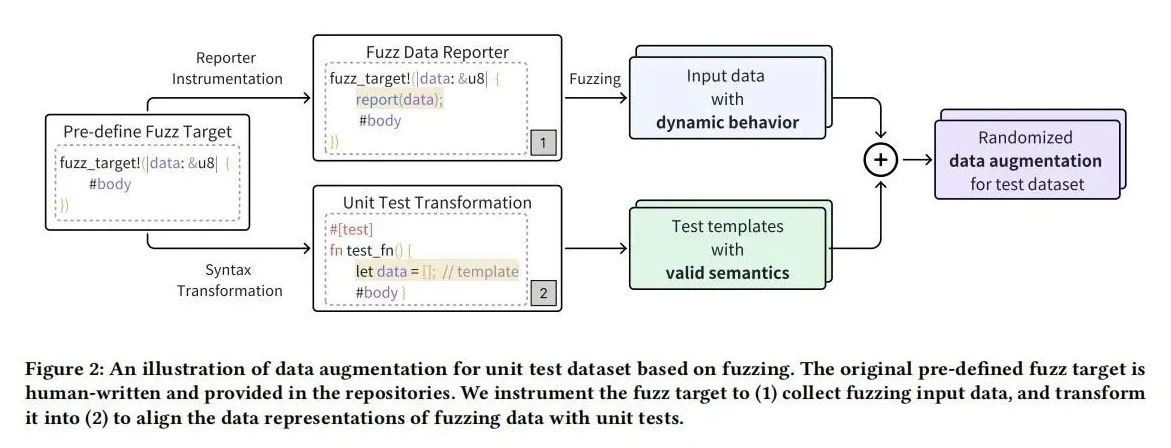 Reporter
Instrumentation
Pre-define Fuzz Target
fuzz_target!(|data: &u8| {
#body
})
Syntax
Transformation
Fuzz Data Reporter
fuzz_target!(|data: &u8| {
report(data);
#body
})
1
Unit Test Transformation
#[test]
fn test_fn() {
let data = []; // template
#body }
2
Fuzzing
Input data
with
dynamic behavior
Test templates
with
valid semantics
+
Randomized
data augmentation
for test dataset
Figure 2: An illustration of data augmentation for unit test dataset based on fuzzing. The original pre-defined fuzz target is
human-written and provided in the repositories. We instrument the fuzz target to (1) collect fuzzing input data, and transform
it into (2) to align the data representations of fuzzing data with unit tests.